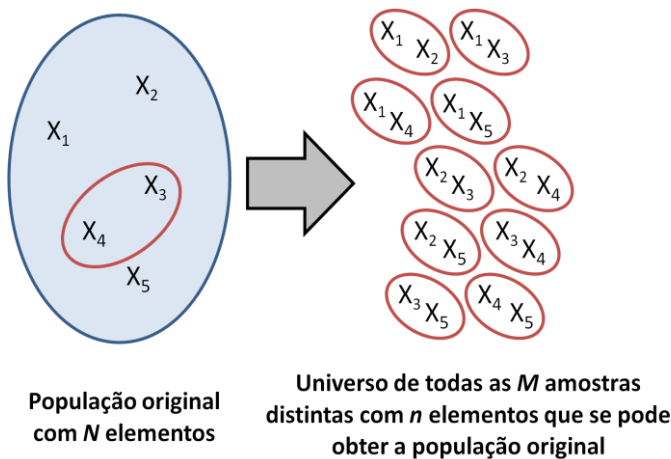 X₁ X₂ X₁ X₃
X₂
X₁
X₁ X₄ X₁ X₅
X₃
X₂ X₃ X₂ X₄
X₄
X₂ X₅ X₃ X₄
X₅
X₃ X₅ X₄ X₅
População original
com N elementos
Universo de todas as M amostras
distintas com n elementos que se pode
obter a população original